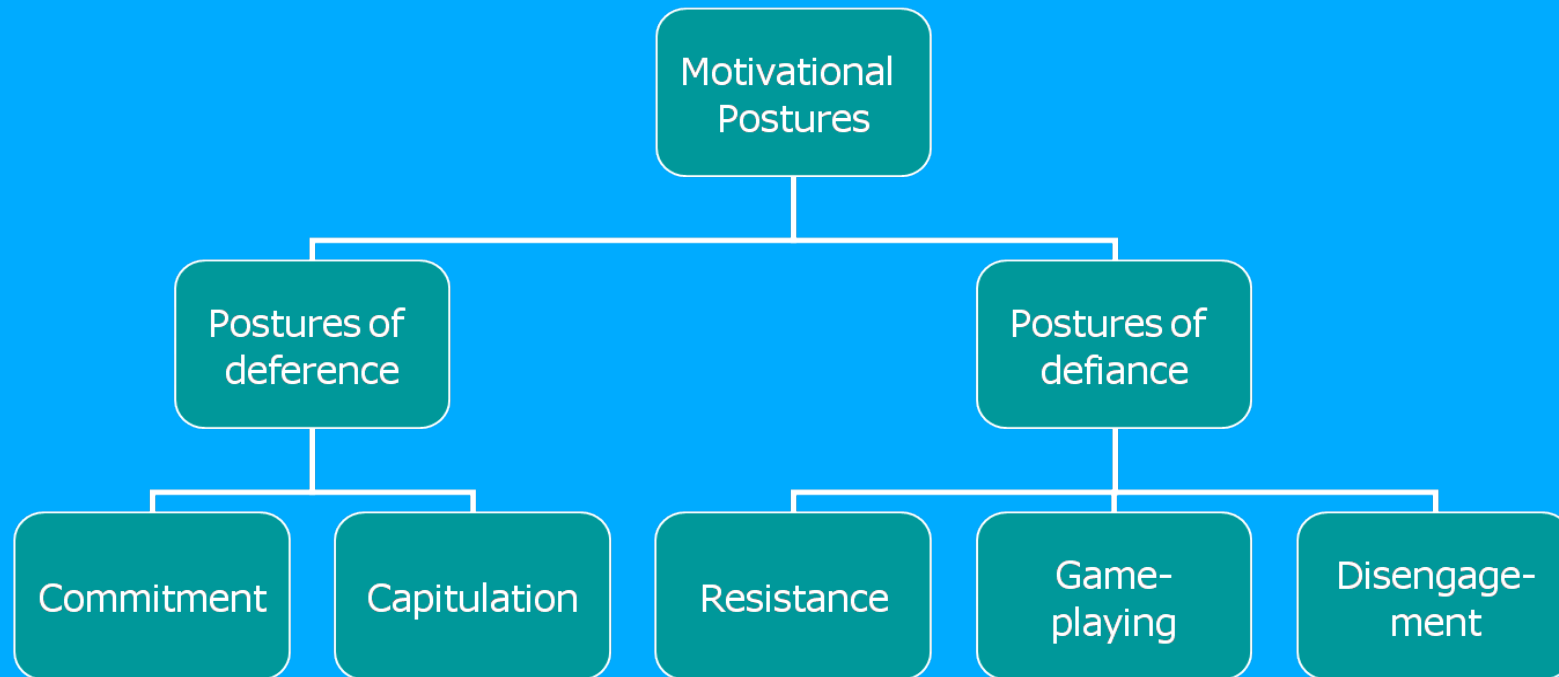 Motivational
Postures
Postures of
deference
Postures of
defiance
Commitment
Capitulation
Resistance
Game-
playing
Disengage-
ment